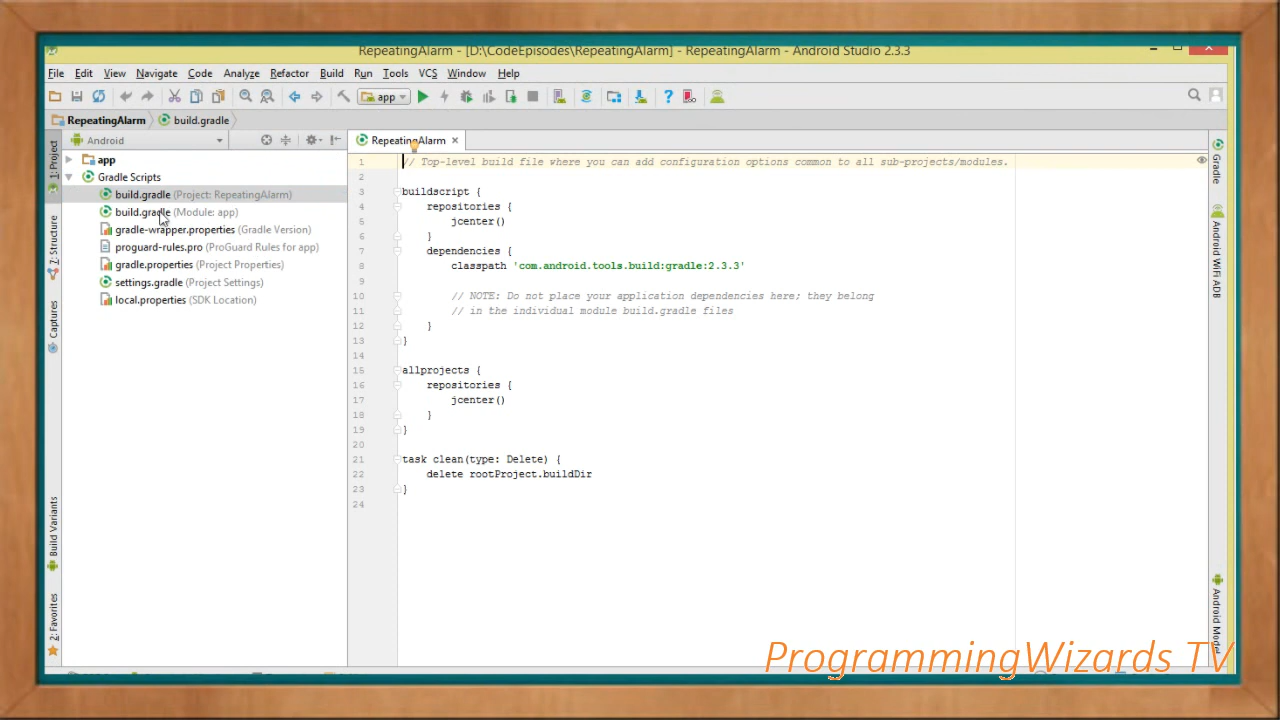 RepeatingAlarm - [D:\CodeEpisodes\RepeatingAlarm] - RepeatingAlarm - Android Studio 2.3.3
File Edit View Navigate Code Analyze Refactor Build Run Tools VCS Window Help
app
RepeatingAlarm build.gradle
Android
RepeatingAlarm
1: Project
7: Structure
Captures
Build Variants
2: Favorites
app
Gradle Scripts
build.gradle (Project: RepeatingAlarm)
build.gradle (Module: app)
gradle-wrapper.properties (Gradle Version)
proguard-rules.pro (ProGuard Rules for app)
gradle.properties (Project Properties)
settings.gradle (Project Settings)
local.properties (SDK Location)
1 // Top-level build file where you can add configuration options common to all sub-projects/modules.
2
3 buildscript {
4 repositories {
5 jcenter()
6 }
7 dependencies {
8 classpath 'com.android.tools.build:gradle:2.3.3'
9
10 // NOTE: Do not place your application dependencies here; they belong
11 // in the individual module build.gradle files
12 }
13 }
14
15 allprojects {
16 repositories {
17 jcenter()
18 }
19 }
20
21 task clean(type: Delete) {
22 delete rootProject.buildDir
23 }
24
Gradle
Android WiFi ADB
Android Model
ProgrammingWizards TV